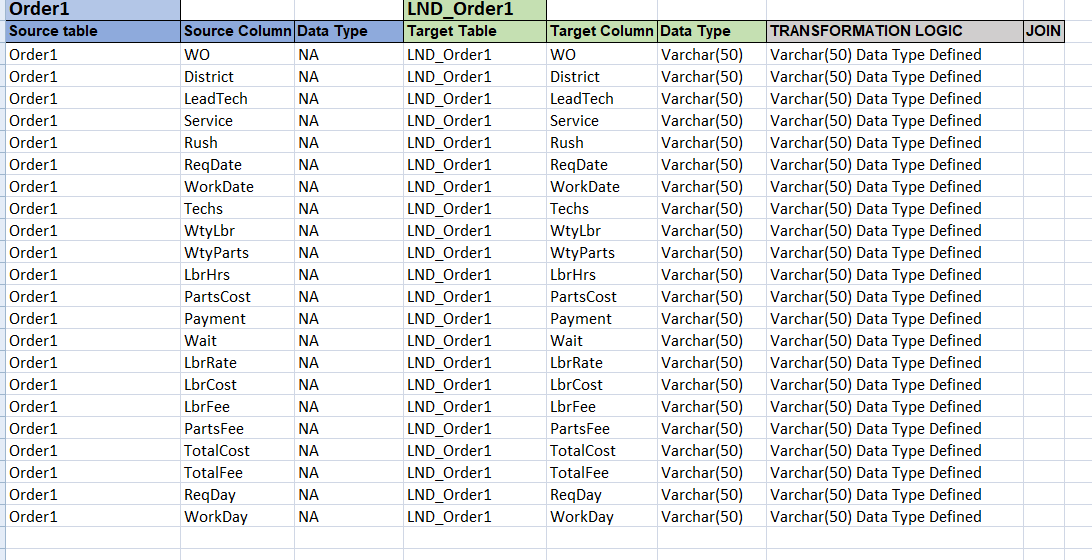 Order1 LND_Order1
Source table Source Column Data Type Target Table Target Column Data Type TRANSFORMATION LOGIC JOIN
Order1 WO NA LND_Order1 WO Varchar(50) Varchar(50) Data Type Defined
Order1 District NA LND_Order1 District Varchar(50) Varchar(50) Data Type Defined
Order1 LeadTech NA LND_Order1 LeadTech Varchar(50) Varchar(50) Data Type Defined
Order1 Service NA LND_Order1 Service Varchar(50) Varchar(50) Data Type Defined
Order1 Rush NA LND_Order1 Rush Varchar(50) Varchar(50) Data Type Defined
Order1 ReqDate NA LND_Order1 ReqDate Varchar(50) Varchar(50) Data Type Defined
Order1 WorkDate NA LND_Order1 WorkDate Varchar(50) Varchar(50) Data Type Defined
Order1 Techs NA LND_Order1 Techs Varchar(50) Varchar(50) Data Type Defined
Order1 WtyLbr NA LND_Order1 WtyLbr Varchar(50) Varchar(50) Data Type Defined
Order1 WtyParts NA LND_Order1 WtyParts Varchar(50) Varchar(50) Data Type Defined
Order1 LbrHrs NA LND_Order1 LbrHrs Varchar(50) Varchar(50) Data Type Defined
Order1 PartsCost NA LND_Order1 PartsCost Varchar(50) Varchar(50) Data Type Defined
Order1 Payment NA LND_Order1 Payment Varchar(50) Varchar(50) Data Type Defined
Order1 Wait NA LND_Order1 Wait Varchar(50) Varchar(50) Data Type Defined
Order1 LbrRate NA LND_Order1 LbrRate Varchar(50) Varchar(50) Data Type Defined
Order1 LbrCost NA LND_Order1 LbrCost Varchar(50) Varchar(50) Data Type Defined
Order1 LbrFee NA LND_Order1 LbrFee Varchar(50) Varchar(50) Data Type Defined
Order1 PartsFee NA LND_Order1 PartsFee Varchar(50) Varchar(50) Data Type Defined
Order1 TotalCost NA LND_Order1 TotalCost Varchar(50) Varchar(50) Data Type Defined
Order1 TotalFee NA LND_Order1 TotalFee Varchar(50) Varchar(50) Data Type Defined
Order1 ReqDay NA LND_Order1 ReqDay Varchar(50) Varchar(50) Data Type Defined
Order1 WorkDay NA LND_Order1 WorkDay Varchar(50) Varchar(50) Data Type Defined